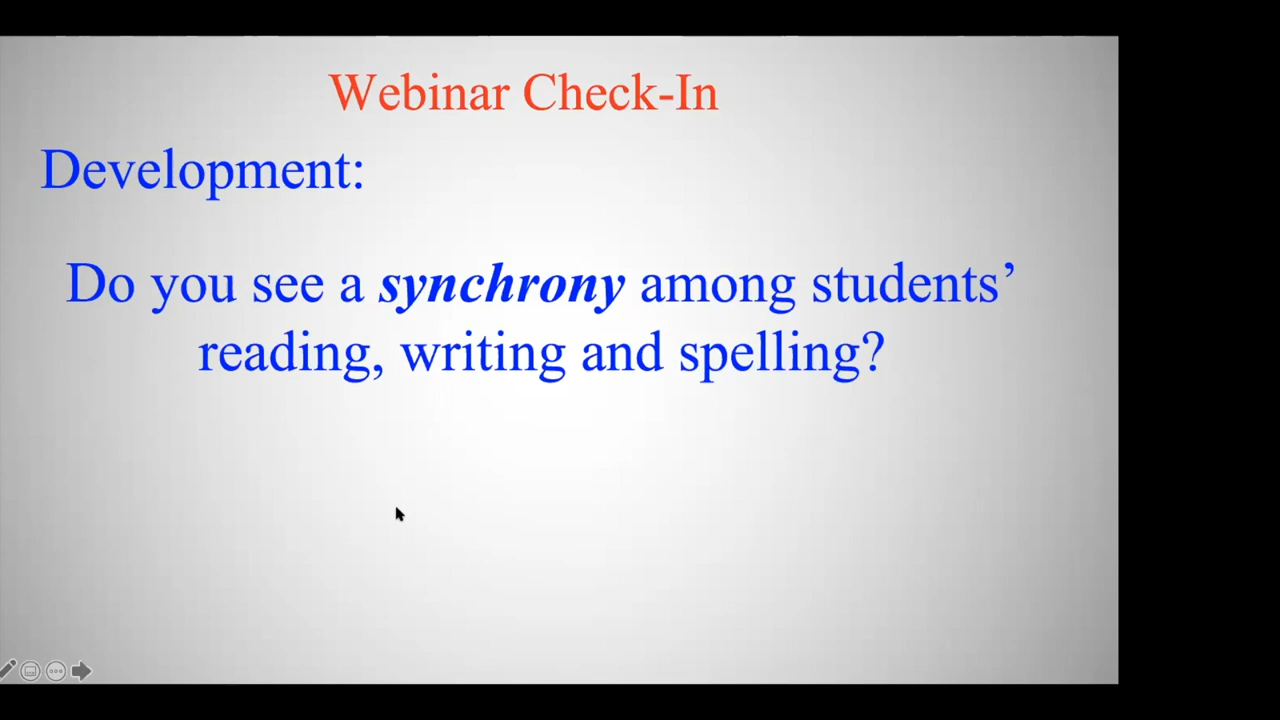 Webinar Check-In
Development:
Do you see a synchrony among students’
reading, writing and spelling?